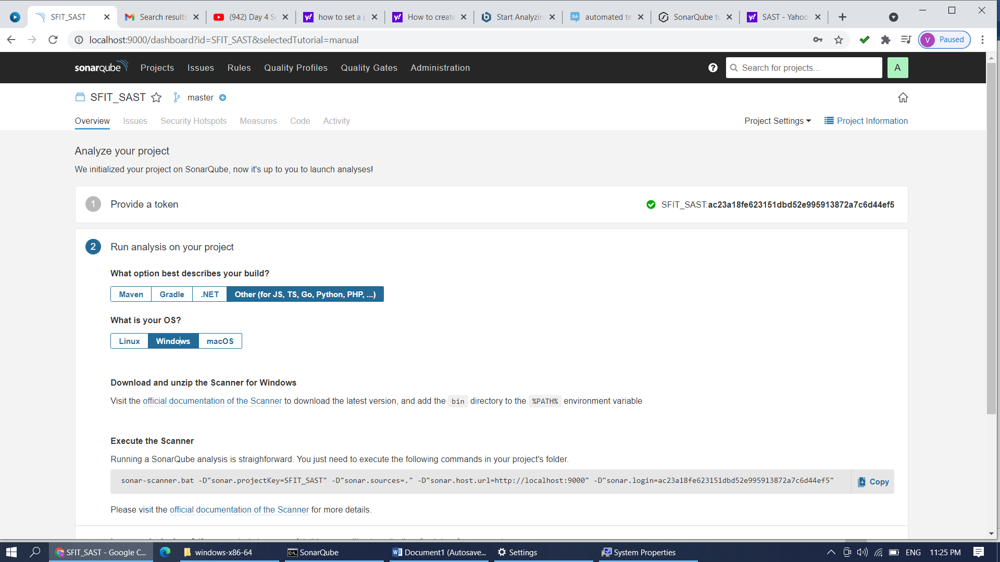 SFIT_SAST
Search results
(942) Day 4 Se
how to set a p
How to create
Start Analyzin
automated te
SonarQube tu
SAST - Yahoo
localhost:9000/dashboard?id=SFIT_SAST&selectedTutorial=manual
V Paused
sonarqube Projects Issues Rules Quality Profiles Quality Gates Administration
Search for projects...
A
SFIT_SAST master
Overview Issues Security Hotspots Measures Code Activity
Project Settings Project Information
Analyze your project
We initialized your project on SonarQube, now it's up to you to launch analyses!
1 Provide a token
SFIT_SAST:ac23a18fe623151dbd52e995913872a7c6d44ef5
2 Run analysis on your project
What option best describes your build?
Maven Gradle .NET Other (for JS, TS, Go, Python, PHP, ...)
What is your OS?
Linux Windows macOS
Download and unzip the Scanner for Windows
Visit the official documentation of the Scanner to download the latest version, and add the bin directory to the %PATH% environment variable
Execute the Scanner
Running a SonarQube analysis is straighforward. You just need to execute the following commands in your project's folder.
sonar-scanner.bat -D"sonar.projectKey=SFIT_SAST" -D"sonar.sources=." -D"sonar.host.url=http://localhost:9000" -D"sonar.login=ac23a18fe623151dbd52e995913872a7c6d44ef5"
Copy
Please visit the official documentation of the Scanner for more details.
SFIT_SAST - Google C...
windows-x86-64
SonarQube
Document1 (Autosave...
Settings
System Properties
ENG
11:25 PM